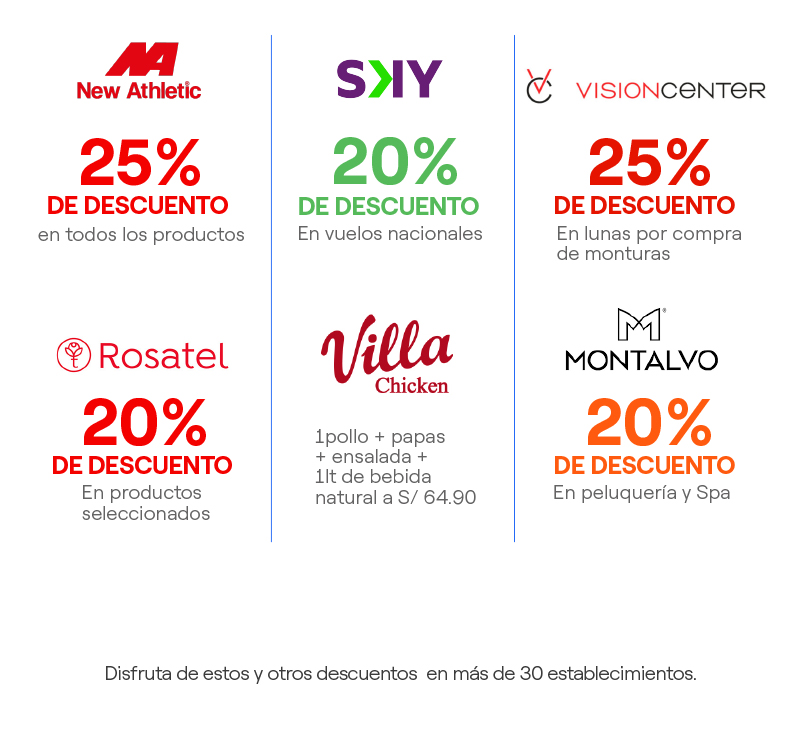 New Athletic®
25%
DE DESCUENTO
en todos los productos
SKY
20%
DE DESCUENTO
En vuelos nacionales
VISIONCENTER
25%
DE DESCUENTO
En lunas por compra
de monturas
Rosatel
20%
DE DESCUENTO
En productos
seleccionados
Villa
Chicken
1pollo + papas
+ ensalada +
1lt de bebida
natural a S/ 64.90
M®
MONTALVO
20%
DE DESCUENTO
En peluquería y Spa
Disfruta de estos y otros descuentos  en más de 30 establecimientos.